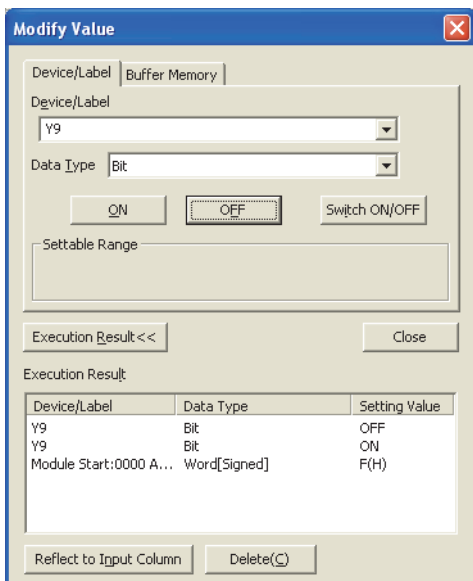 Modify Value
Device/Label Buffer Memory
Device/Label
Y9
Data Type Bit
ON OFF Switch ON/OFF
Settable Range
Execution Result<< Close
Execution Result
Device/Label Data Type Setting Value
Y9 Bit OFF
Y9 Bit ON
Module Start:0000 A... Word[Signed] F(H)
Reflect to Input Column Delete(C)